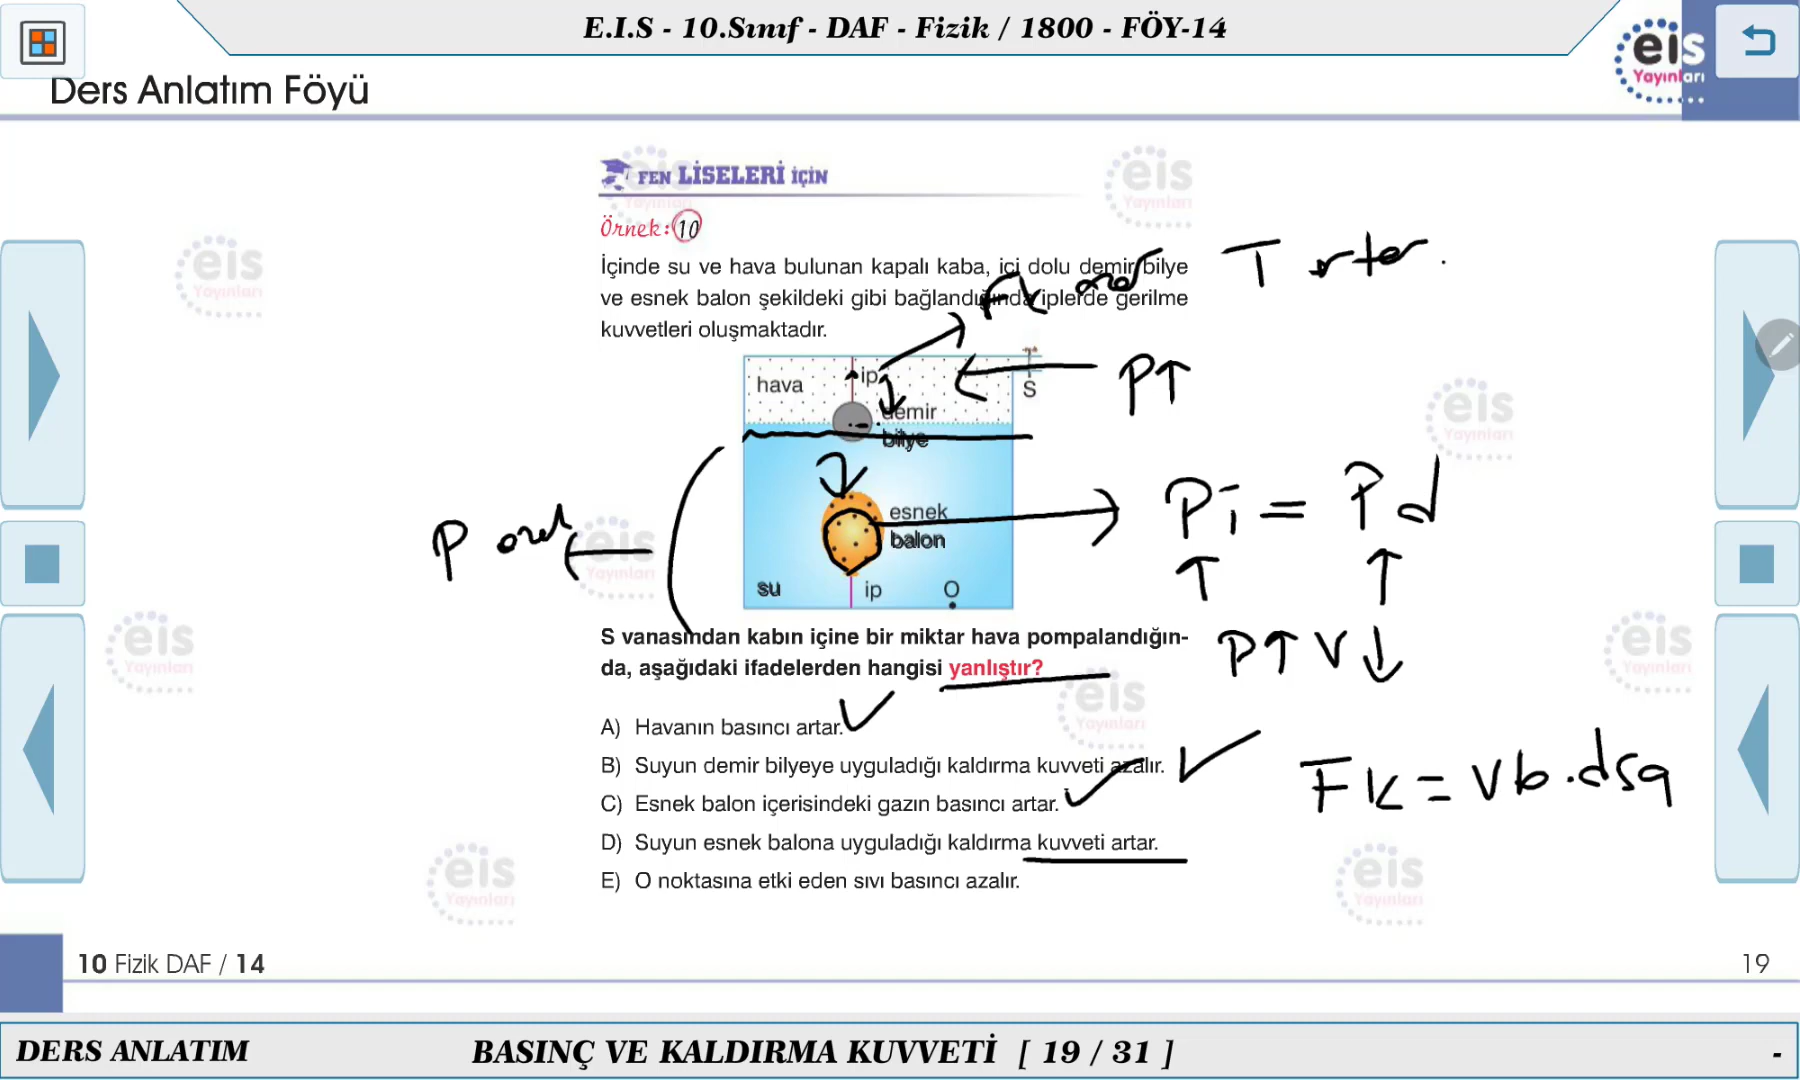 E.I.S - 10.Sınıf - DAF - Fizik / 1800 - FÖY-14
eis
Yayınları
Ders Anlatım Föyü
FEN LİSELERİ İÇİN
Örnek: 10
İçinde su ve hava bulunan kapalı kaba, içi dolu demir bilye
ve esnek balon şekildeki gibi bağlandığında iplerde gerilme
kuvvetleri oluşmaktadır.
T artar.
P↑
hava
ip
S
demir
bilye
esnek
balon
su
ip
O
Pi = Pd
↑ ↑
P↑ V↓
S vanasından kabın içine bir miktar hava pompalandığın-
da, aşağıdaki ifadelerden hangisi yanlıştır?
A) Havanın basıncı artar.
B) Suyun demir bilyeye uyguladığı kaldırma kuvveti azalır.
C) Esnek balon içerisindeki gazın basıncı artar.
D) Suyun esnek balona uyguladığı kaldırma kuvveti artar.
E) O noktasına etki eden sıvı basıncı azalır.
10 Fizik DAF / 14
19
DERS ANLATIM
BASINÇ VE KALDIRMA KUVVETİ [ 19 / 31 ]
-